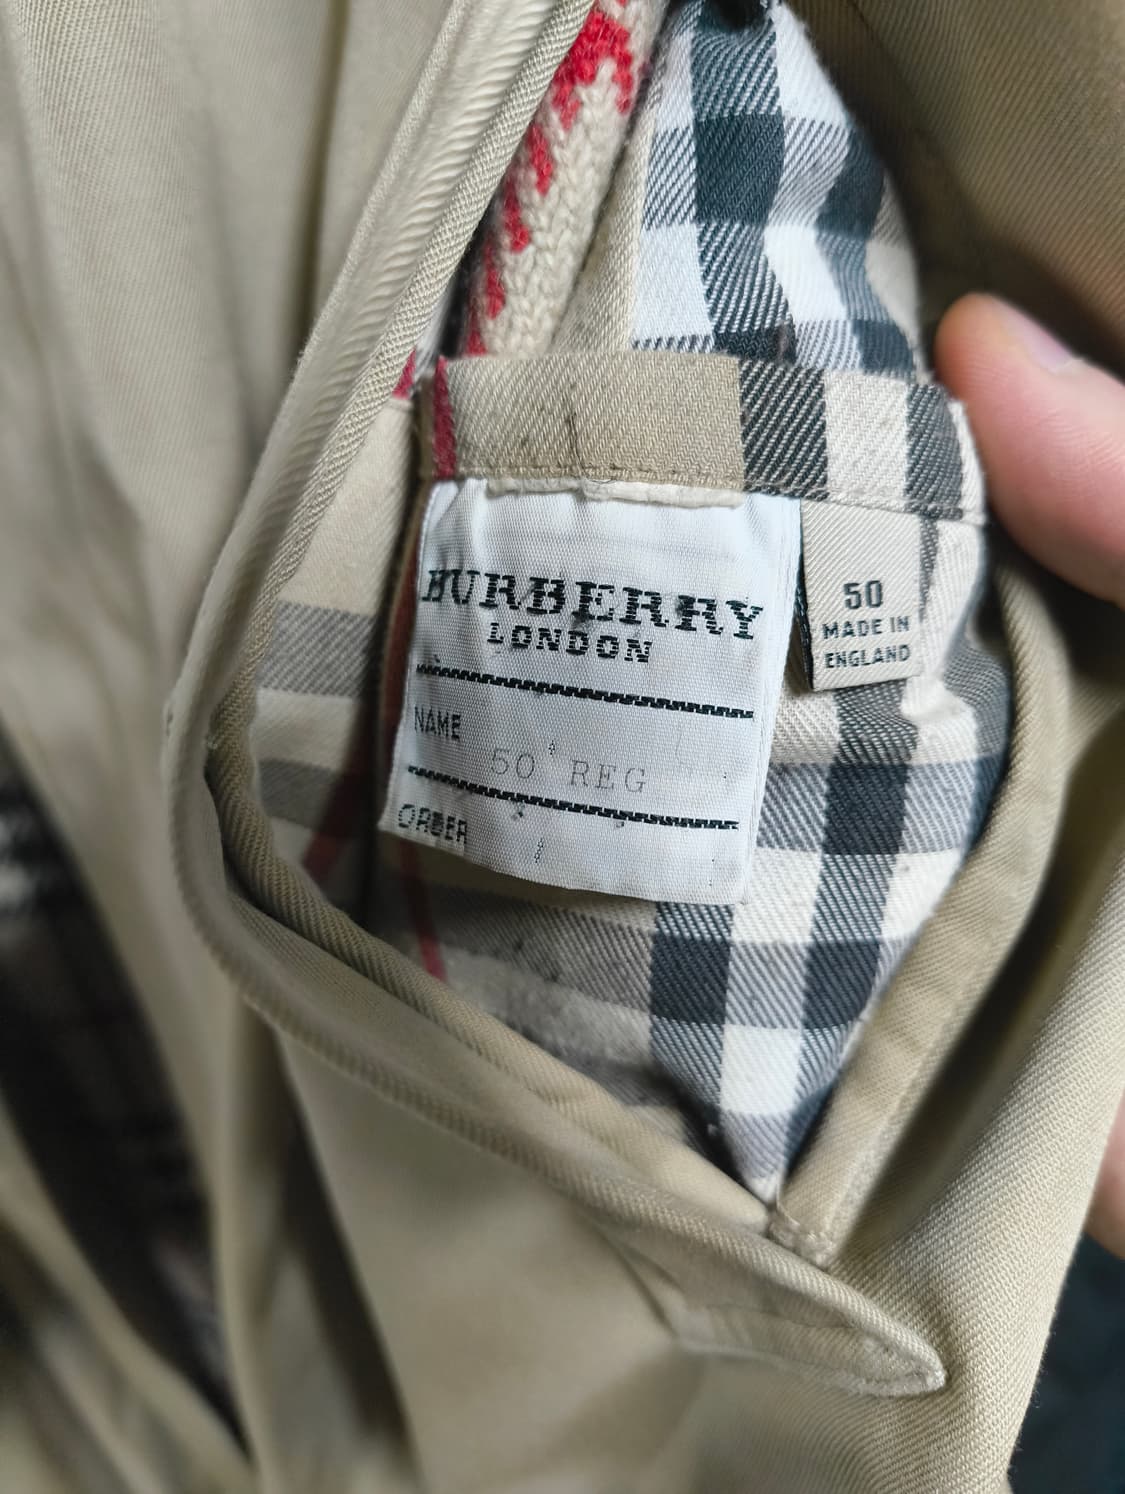 BURBERRY
LONDON
NAME
50 REG
ORDER
50
MADE IN
ENGLAND